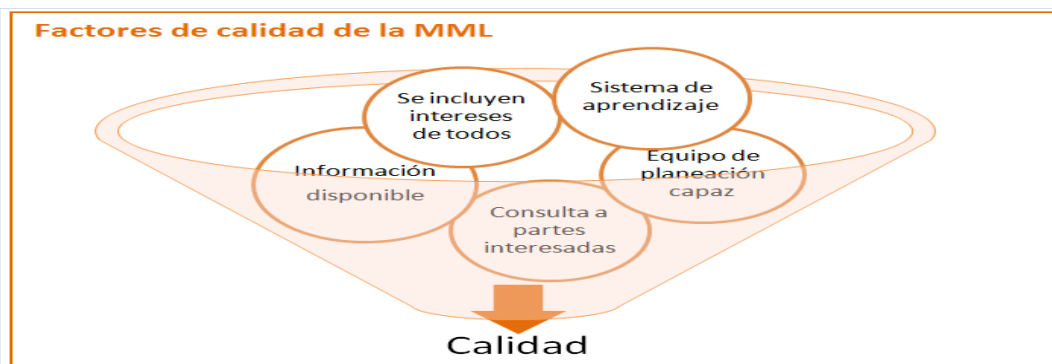 Factores de calidad de la MML
Se incluyen
intereses
de todos
Sistema de
aprendizaje
Información
disponible
Equipo de
planeación
capaz
Consulta a
partes
interesadas
Calidad